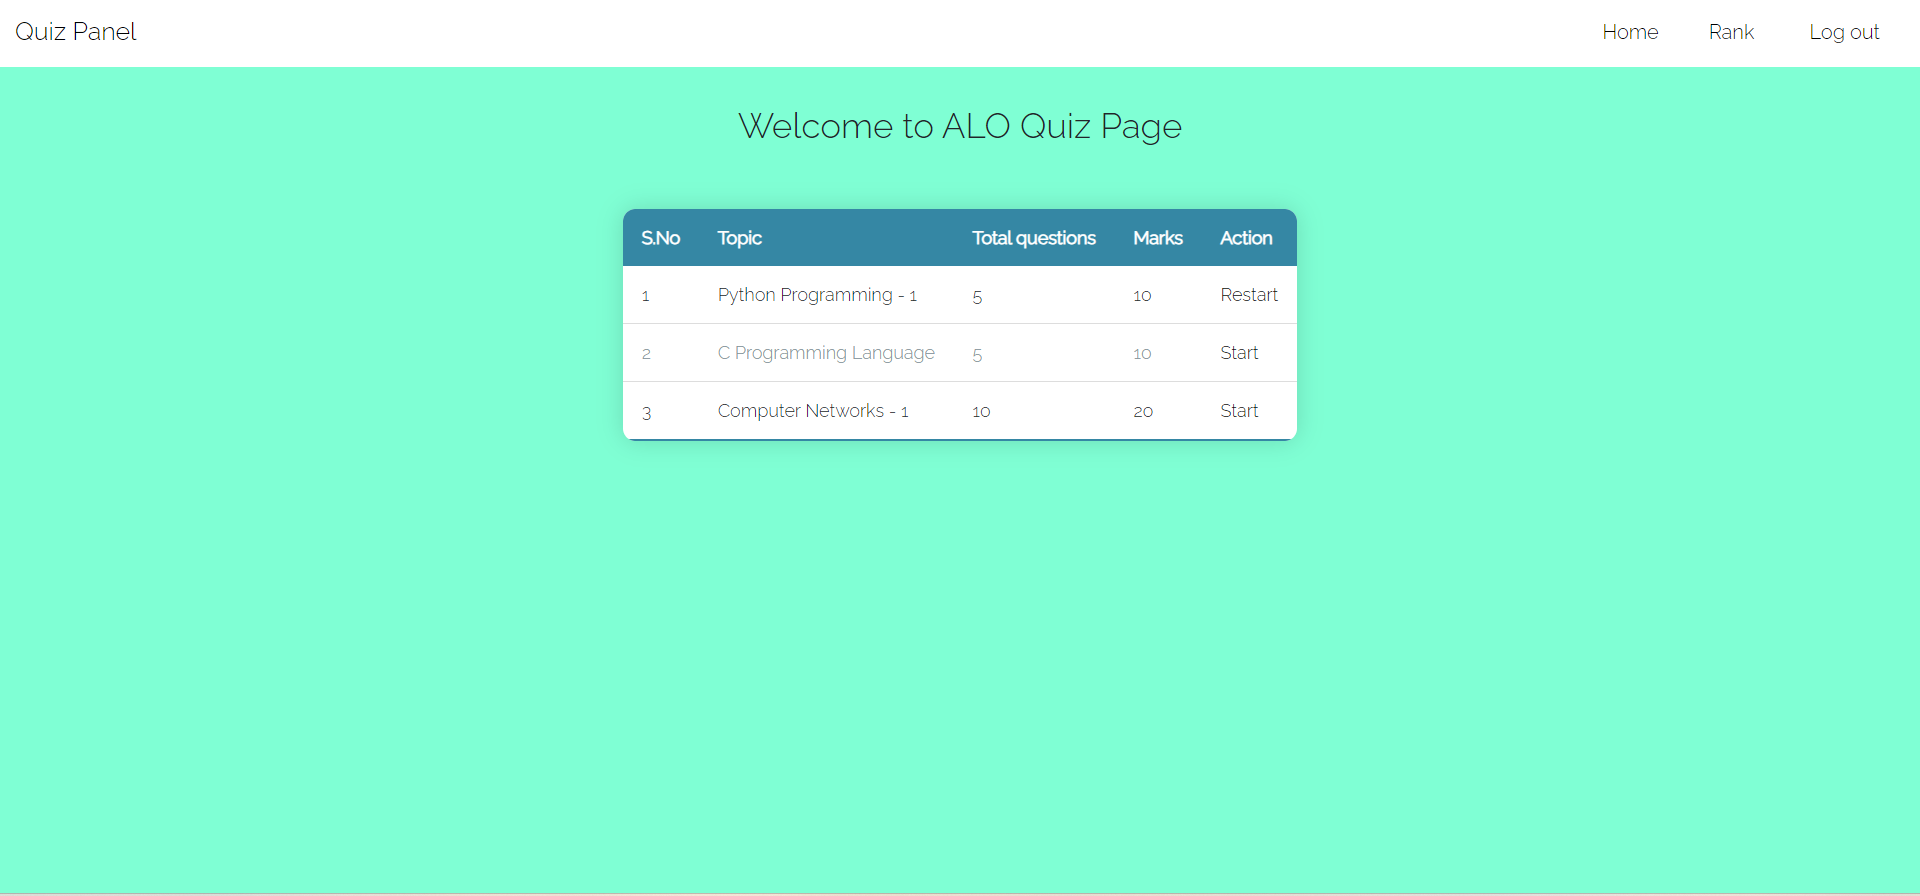 Quiz Panel Home Rank Log out
Welcome to ALO Quiz Page
S.No Topic Total questions Marks Action
1 Python Programming - 1 5 10 Restart
2 C Programming Language 5 10 Start
3 Computer Networks - 1 10 20 Start